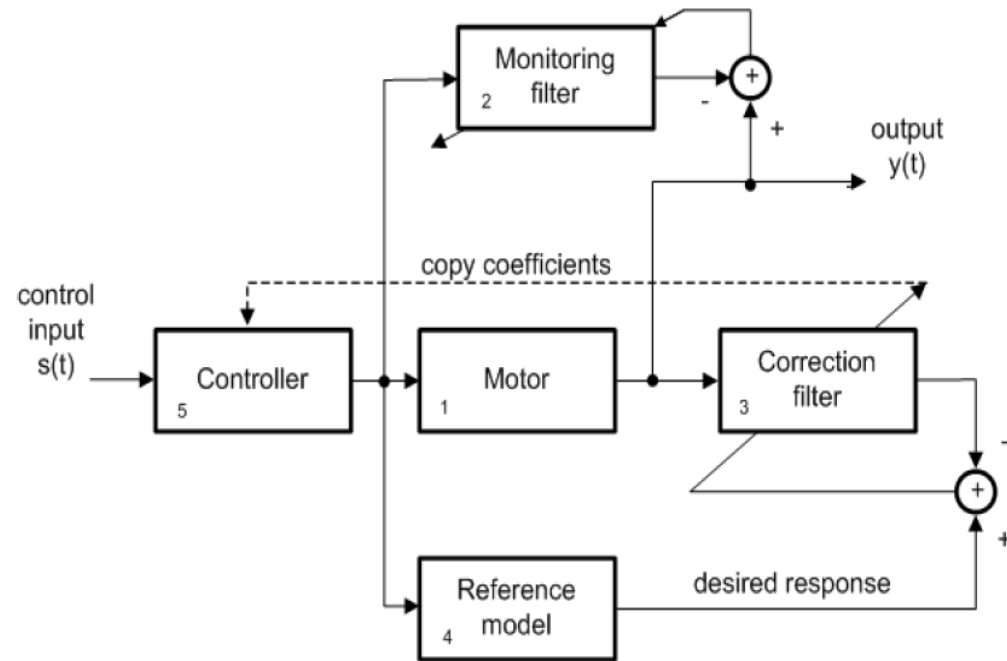 Monitoring
filter
2
+
-
+
output
y(t)
copy coefficients
control
input
s(t)
Controller
5
Motor
1
Correction
filter
3
-
+
+
Reference
model
4
desired response